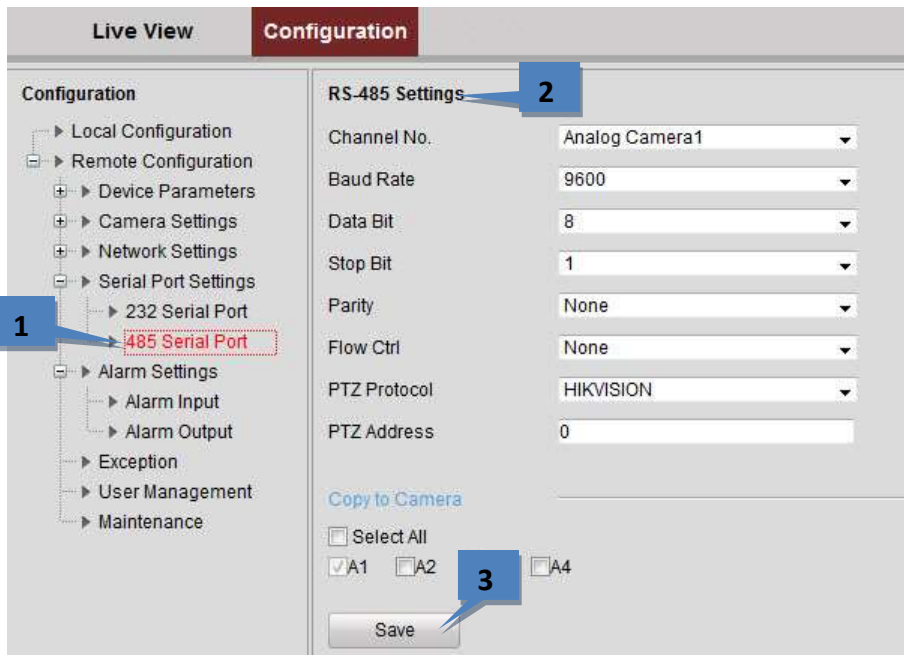 Live View Configuration
Configuration
Local Configuration
Remote Configuration
Device Parameters
Camera Settings
Network Settings
Serial Port Settings
232 Serial Port
485 Serial Port
1
Alarm Settings
Alarm Input
Alarm Output
Exception
User Management
Maintenance
RS-485 Settings
2
Channel No. Analog Camera1
Baud Rate 9600
Data Bit 8
Stop Bit 1
Parity None
Flow Ctrl None
PTZ Protocol HIKVISION
PTZ Address 0
Copy to Camera
Select All
A1 A2 A4
3
Save